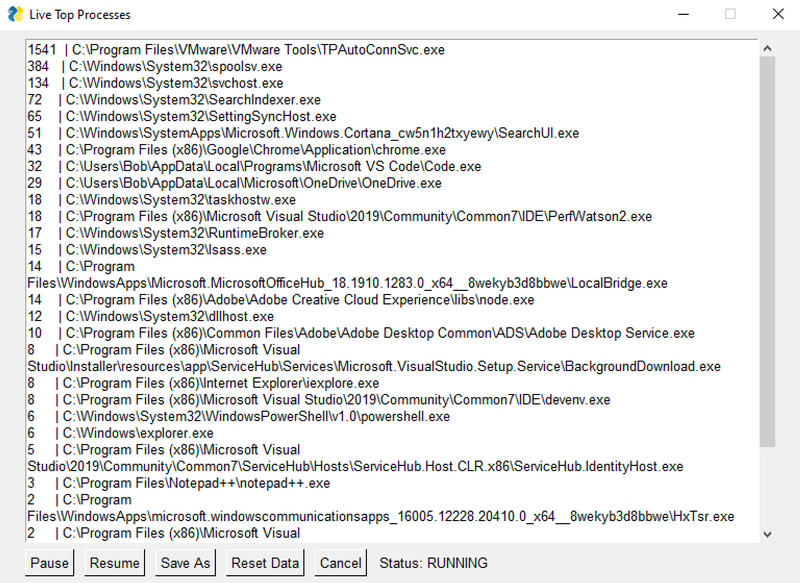 Live Top Processes
1541 | C:\Program Files\VMware\VMware Tools\TPAutoConnSvc.exe
384 | C:\Windows\System32\spoolsv.exe
134 | C:\Windows\System32\svchost.exe
72 | C:\Windows\System32\SearchIndexer.exe
65 | C:\Windows\System32\SettingSyncHost.exe
51 | C:\Windows\SystemApps\Microsoft.Windows.Cortana_cw5n1h2txyewy\SearchUI.exe
43 | C:\Program Files (x86)\Google\Chrome\Application\chrome.exe
32 | C:\Users\Bob\AppData\Local\Programs\Microsoft VS Code\Code.exe
29 | C:\Users\Bob\AppData\Local\Microsoft\OneDrive\OneDrive.exe
18 | C:\Windows\System32\taskhostw.exe
18 | C:\Program Files (x86)\Microsoft Visual Studio\2019\Community\Common7\IDE\PerfWatson2.exe
17 | C:\Windows\System32\RuntimeBroker.exe
15 | C:\Windows\System32\lsass.exe
14 | C:\Program
Files\WindowsApps\Microsoft.MicrosoftOfficeHub_18.1910.1283.0_x64__8wekyb3d8bbwe\LocalBridge.exe
14 | C:\Program Files (x86)\Adobe\Adobe Creative Cloud Experience\libs\node.exe
12 | C:\Windows\System32\dllhost.exe
10 | C:\Program Files (x86)\Common Files\Adobe\Adobe Desktop Common\ADS\Adobe Desktop Service.exe
8 | C:\Program Files (x86)\Microsoft Visual
Studio\Installer\resources\app\ServiceHub\Services\Microsoft.VisualStudio.Setup.Service\BackgroundDownload.exe
8 | C:\Program Files (x86)\Internet Explorer\iexplore.exe
8 | C:\Program Files (x86)\Microsoft Visual Studio\2019\Community\Common7\IDE\devenv.exe
6 | C:\Windows\System32\WindowsPowerShell\v1.0\powershell.exe
6 | C:\Windows\explorer.exe
5 | C:\Program Files (x86)\Microsoft Visual
Studio\2019\Community\Common7\ServiceHub\Hosts\ServiceHub.Host.CLR.x86\ServiceHub.IdentityHost.exe
3 | C:\Program Files\Notepad++\notepad++.exe
2 | C:\Program
Files\WindowsApps\microsoft.windowscommunicationsapps_16005.12228.20410.0_x64__8wekyb3d8bbwe\HxTsr.exe
2 | C:\Program Files (x86)\Microsoft Visual
Pause Resume Save As Reset Data Cancel Status: RUNNING